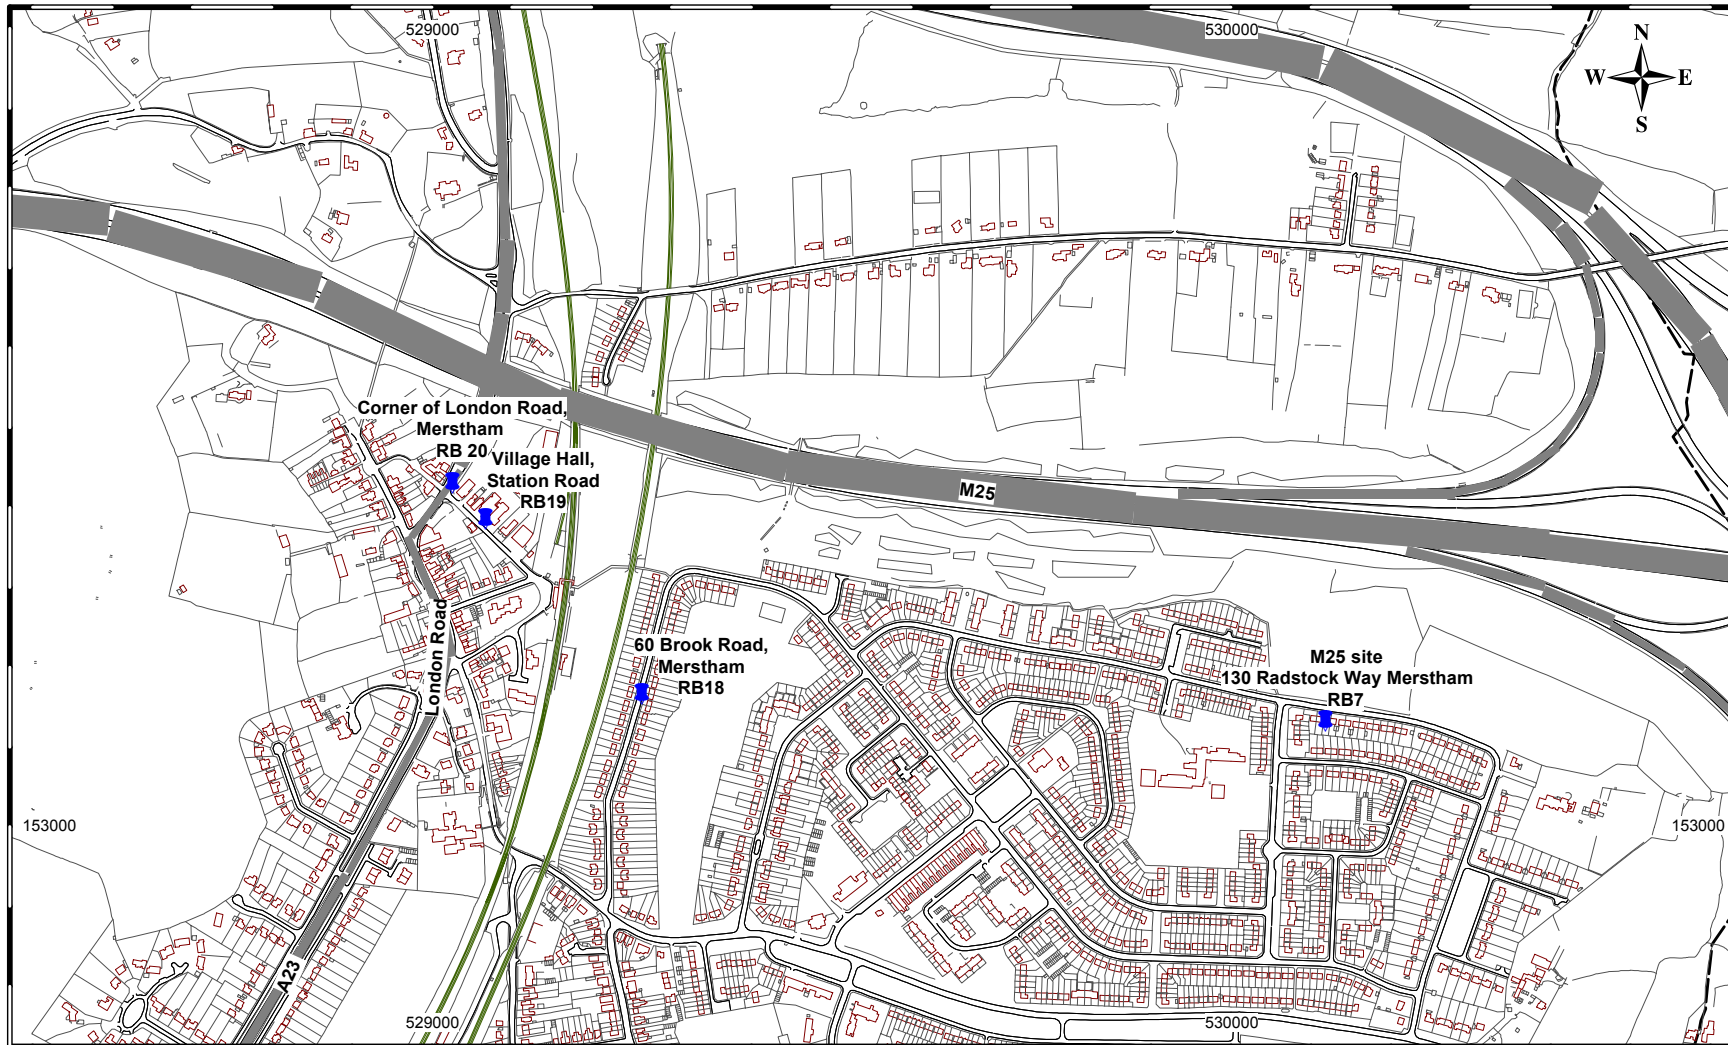 529000
530000
N
W E
S
Corner of London Road,
Merstham
RB 20
Village Hall,
Station Road
RB19
M25
London Road
60 Brook Road,
Merstham
RB18
M25 site
130 Radstock Way Merstham
RB7
153000
153000
A23
529000
530000